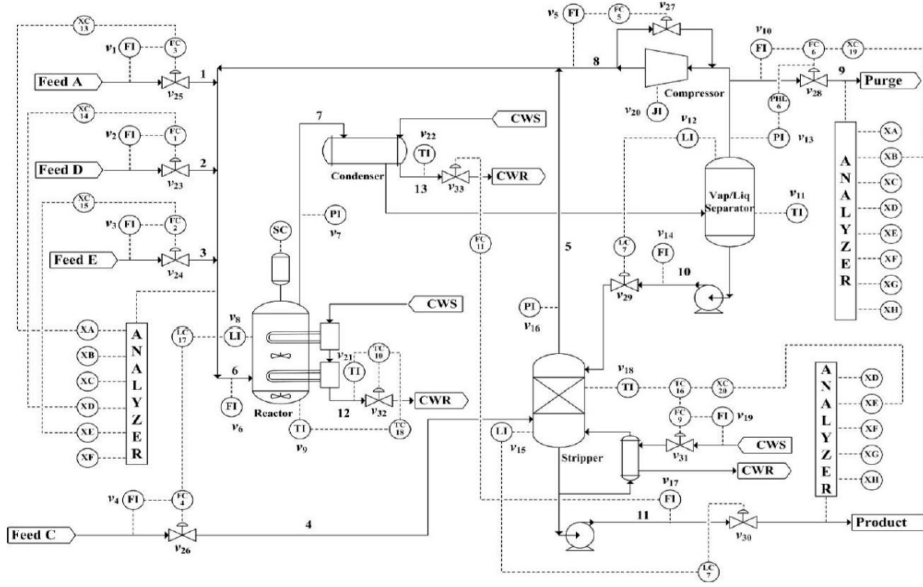 XC 13
v1 FI FC 3
Feed A v25 1
XC 14
v2 FI FC 1
Feed D v23 2
XC 15
v3 FI FC 2
Feed E v24 3
XA
XB
XC
XD
XE
XF
ANALYZER
v4 FI FC 4
Feed C v26 4
LC 17
v8 LI
6
FI
v6
SC
Reactor
7
PI
v7
CWS
v22
TI
Condenser
13 v33 CWR
FC 11
CWS
v21
TC 10
TI
12 v32 CWR
TI
v9
TC 18
v5 FI FC 5 v27
8
Compressor
v20 JI
v12
LI
v10
FI FC 6 XC 19
9
v28 Purge
PHL 6
PI v13
Vap/Liq
Separator
v11
TI
ANALYZER
XA
XB
XC
XD
XE
XF
XG
XH
LC 7
v14
FI
10
v29
5
PI
v16
v18
TI
XC 20
FC 9
FI v19
v31 CWS
CWR
LI
v15
Stripper
v17
FI
11
v30
LC 7
ANALYZER
XD
XE
XF
XG
XH
Product